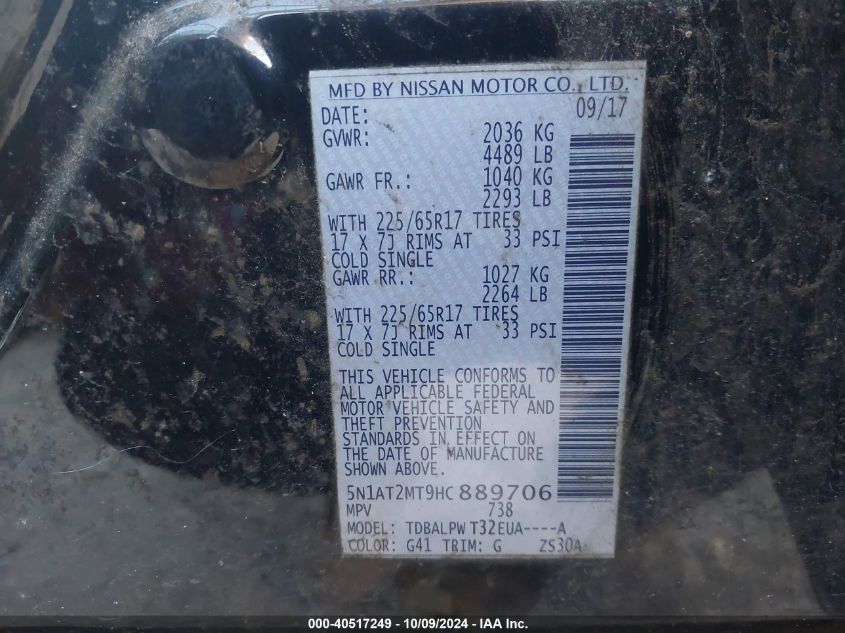 MFD BY NISSAN MOTOR CO., LTD.
DATE: 09/17
GVWR: 2036 KG
4489 LB
GAWR FR.: 1040 KG
2293 LB
WITH 225/65R17 TIRES
17 X 7J RIMS AT 33 PSI
COLD SINGLE
GAWR RR.: 1027 KG
2264 LB
WITH 225/65R17 TIRES
17 X 7J RIMS AT 33 PSI
COLD SINGLE
THIS VEHICLE CONFORMS TO
ALL APPLICABLE FEDERAL
MOTOR VEHICLE SAFETY AND
THEFT PREVENTION
STANDARDS IN EFFECT ON
THE DATE OF MANUFACTURE
SHOWN ABOVE.
5N1AT2MT9HC889706
MPV 738
MODEL: TDBALPW T32EUA----A
COLOR: G41 TRIM: G ZS30A
000-40517249 - 10/09/2024 - IAA Inc.